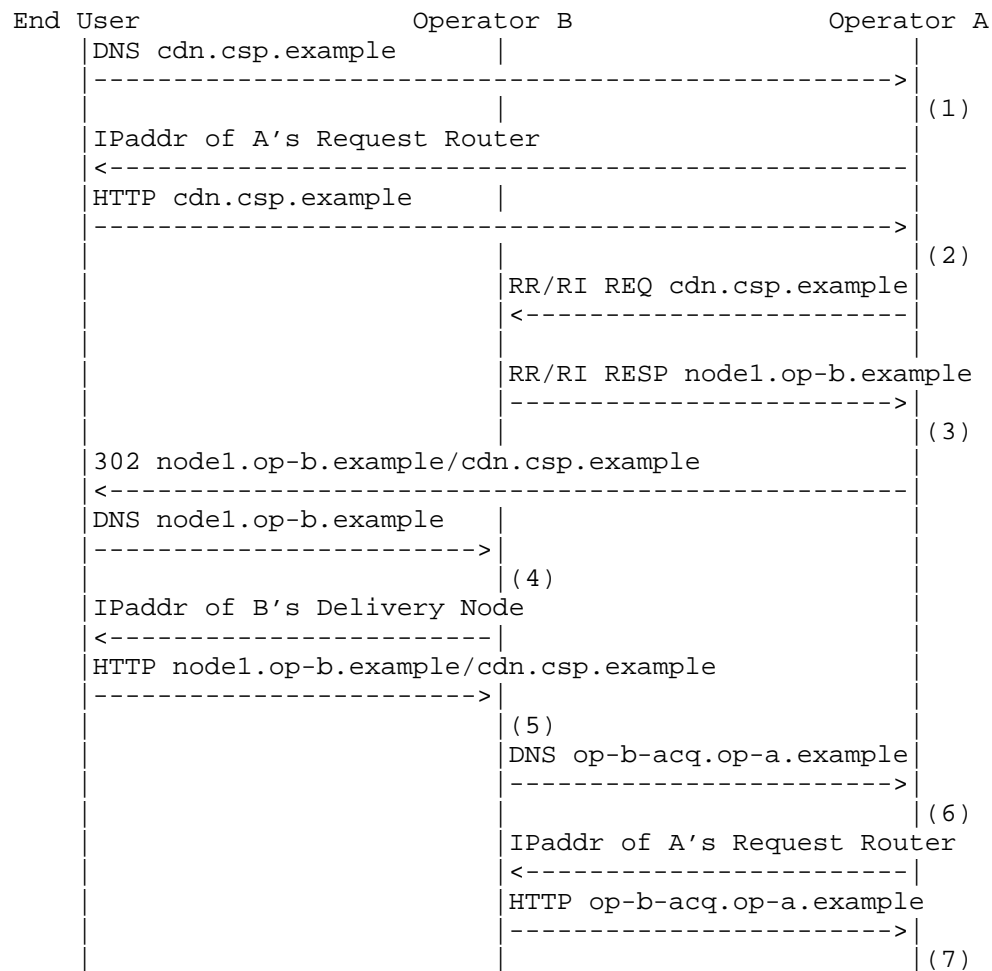 End User Operator B Operator A
DNS cdn.csp.example
(1)
IPaddr of A's Request Router
HTTP cdn.csp.example
(2)
RR/RI REQ cdn.csp.example
RR/RI RESP node1.op-b.example
(3)
302 node1.op-b.example/cdn.csp.example
DNS node1.op-b.example
(4)
IPaddr of B's Delivery Node
HTTP node1.op-b.example/cdn.csp.example
(5)
DNS op-b-acq.op-a.example
(6)
IPaddr of A's Request Router
HTTP op-b-acq.op-a.example
(7)